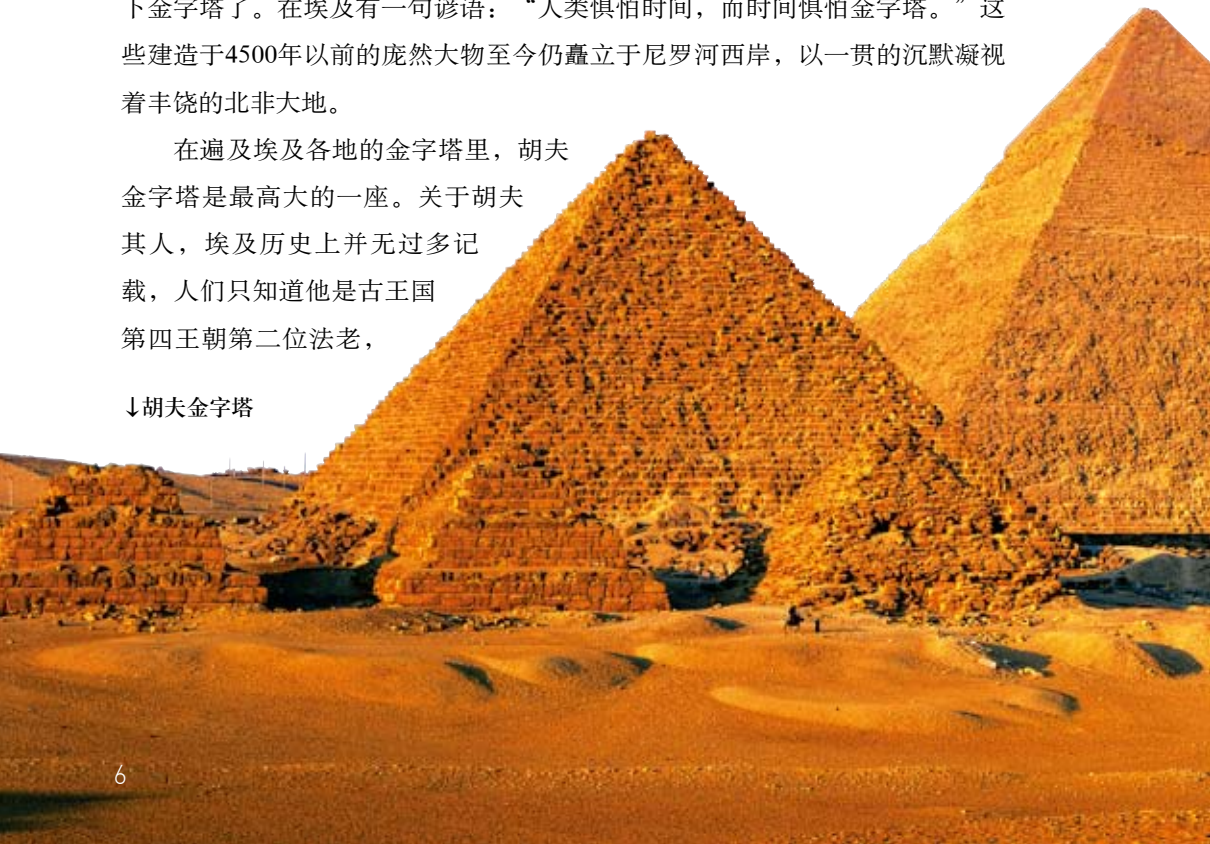 下金字塔了。在埃及有一句谚语：“人类惧怕时间，而时间惧怕金字塔。”这
些建造于4500年以前的庞然大物至今仍矗立于尼罗河西岸，以一贯的沉默凝视
着丰饶的北非大地。
在遍及埃及各地的金字塔里，胡夫
金字塔是最高大的一座。关于胡夫
其人，埃及历史上并无过多记
载，人们只知道他是古王国
第四王朝第二位法老，
↓胡夫金字塔
6